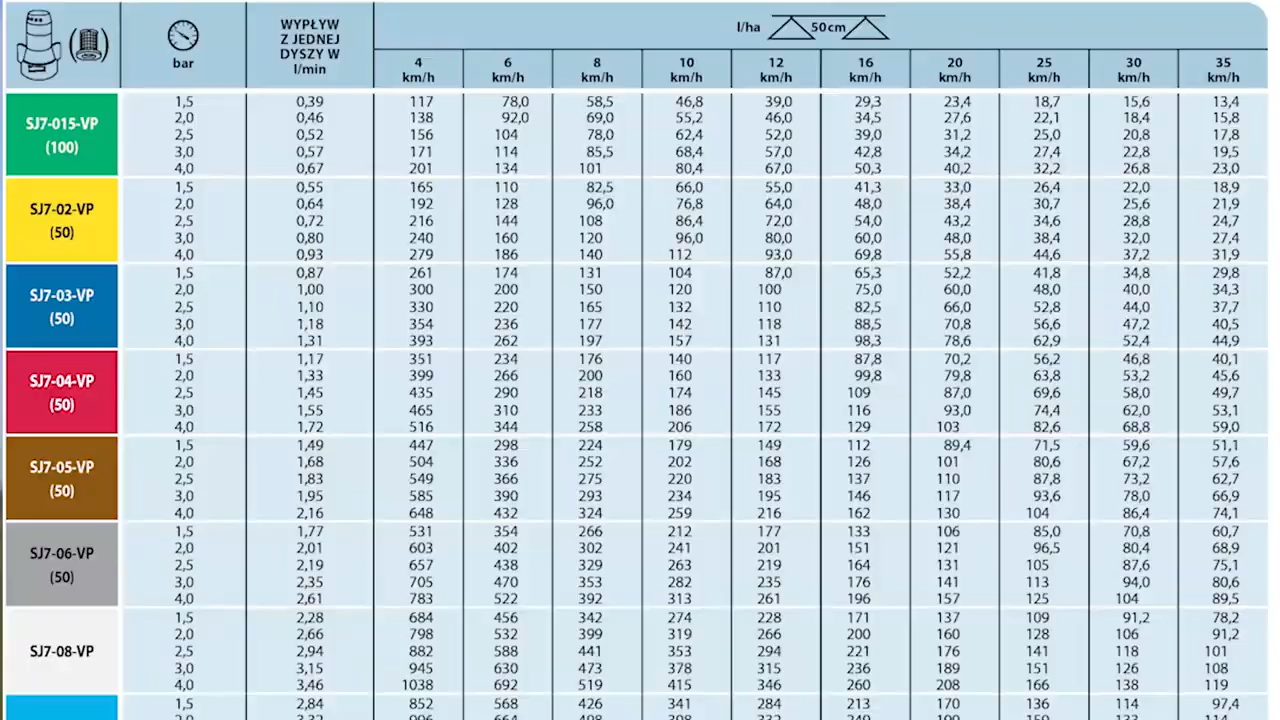 WYPŁYW
Z JEDNEJ
DYSZY W
l/min
bar
l/ha 50cm
4 km/h 6 km/h 8 km/h 10 km/h 12 km/h 16 km/h 20 km/h 25 km/h 30 km/h 35 km/h
SJ7-015-VP
(100)
1,5 0,39 117 78,0 58,5 46,8 39,0 29,3 23,4 18,7 15,6 13,4
2,0 0,46 138 92,0 69,0 55,2 46,0 34,5 27,6 22,1 18,4 15,8
2,5 0,52 156 104 78,0 62,4 52,0 39,0 31,2 25,0 20,8 17,8
3,0 0,57 171 114 85,5 68,4 57,0 42,8 34,2 27,4 22,8 19,5
4,0 0,67 201 134 101 80,4 67,0 50,3 40,2 32,2 26,8 23,0
SJ7-02-VP
(50)
1,5 0,55 165 110 82,5 66,0 55,0 41,3 33,0 26,4 22,0 18,9
2,0 0,64 192 128 96,0 76,8 64,0 48,0 38,4 30,7 25,6 21,9
2,5 0,72 216 144 108 86,4 72,0 54,0 43,2 34,6 28,8 24,7
3,0 0,80 240 160 120 96,0 80,0 60,0 48,0 38,4 32,0 27,4
4,0 0,93 279 186 140 112 93,0 69,8 55,8 44,6 37,2 31,9
SJ7-03-VP
(50)
1,5 0,87 261 174 131 104 87,0 65,3 52,2 41,8 34,8 29,8
2,0 1,00 300 200 150 120 100 75,0 60,0 48,0 40,0 34,3
2,5 1,10 330 220 165 132 110 82,5 66,0 52,8 44,0 37,7
3,0 1,18 354 236 177 142 118 88,5 70,8 56,6 47,2 40,5
4,0 1,31 393 262 197 157 131 98,3 78,6 62,9 52,4 44,9
SJ7-04-VP
(50)
1,5 1,17 351 234 176 140 117 87,8 70,2 56,2 46,8 40,1
2,0 1,33 399 266 200 160 133 99,8 79,8 63,8 53,2 45,6
2,5 1,45 435 290 218 174 145 109 87,0 69,6 58,0 49,7
3,0 1,55 465 310 233 186 155 116 93,0 74,4 62,0 53,1
4,0 1,72 516 344 258 206 172 129 103 82,6 68,8 59,0
SJ7-05-VP
(50)
1,5 1,49 447 298 224 179 149 112 89,4 71,5 59,6 51,1
2,0 1,68 504 336 252 202 168 126 101 80,6 67,2 57,6
2,5 1,83 549 366 275 220 183 137 110 87,8 73,2 62,7
3,0 1,95 585 390 293 234 195 146 117 93,6 78,0 66,9
4,0 2,16 648 432 324 259 216 162 130 104 86,4 74,1
SJ7-06-VP
(50)
1,5 1,77 531 354 266 212 177 133 106 85,0 70,8 60,7
2,0 2,01 603 402 302 241 201 151 121 96,5 80,4 68,9
2,5 2,19 657 438 329 263 219 164 131 105 87,6 75,1
3,0 2,35 705 470 353 282 235 176 141 113 94,0 80,6
4,0 2,61 783 522 392 313 261 196 157 125 104 89,5
SJ7-08-VP
1,5 2,28 684 456 342 274 228 171 137 109 91,2 78,2
2,0 2,66 798 532 399 319 266 200 160 128 106 91,2
2,5 2,94 882 588 441 353 294 221 176 141 118 101
3,0 3,15 945 630 473 378 315 236 189 151 126 108
4,0 3,46 1038 692 519 415 346 260 208 166 138 119
1,5 2,84 852 568 426 341 284 213 170 136 114 97,4